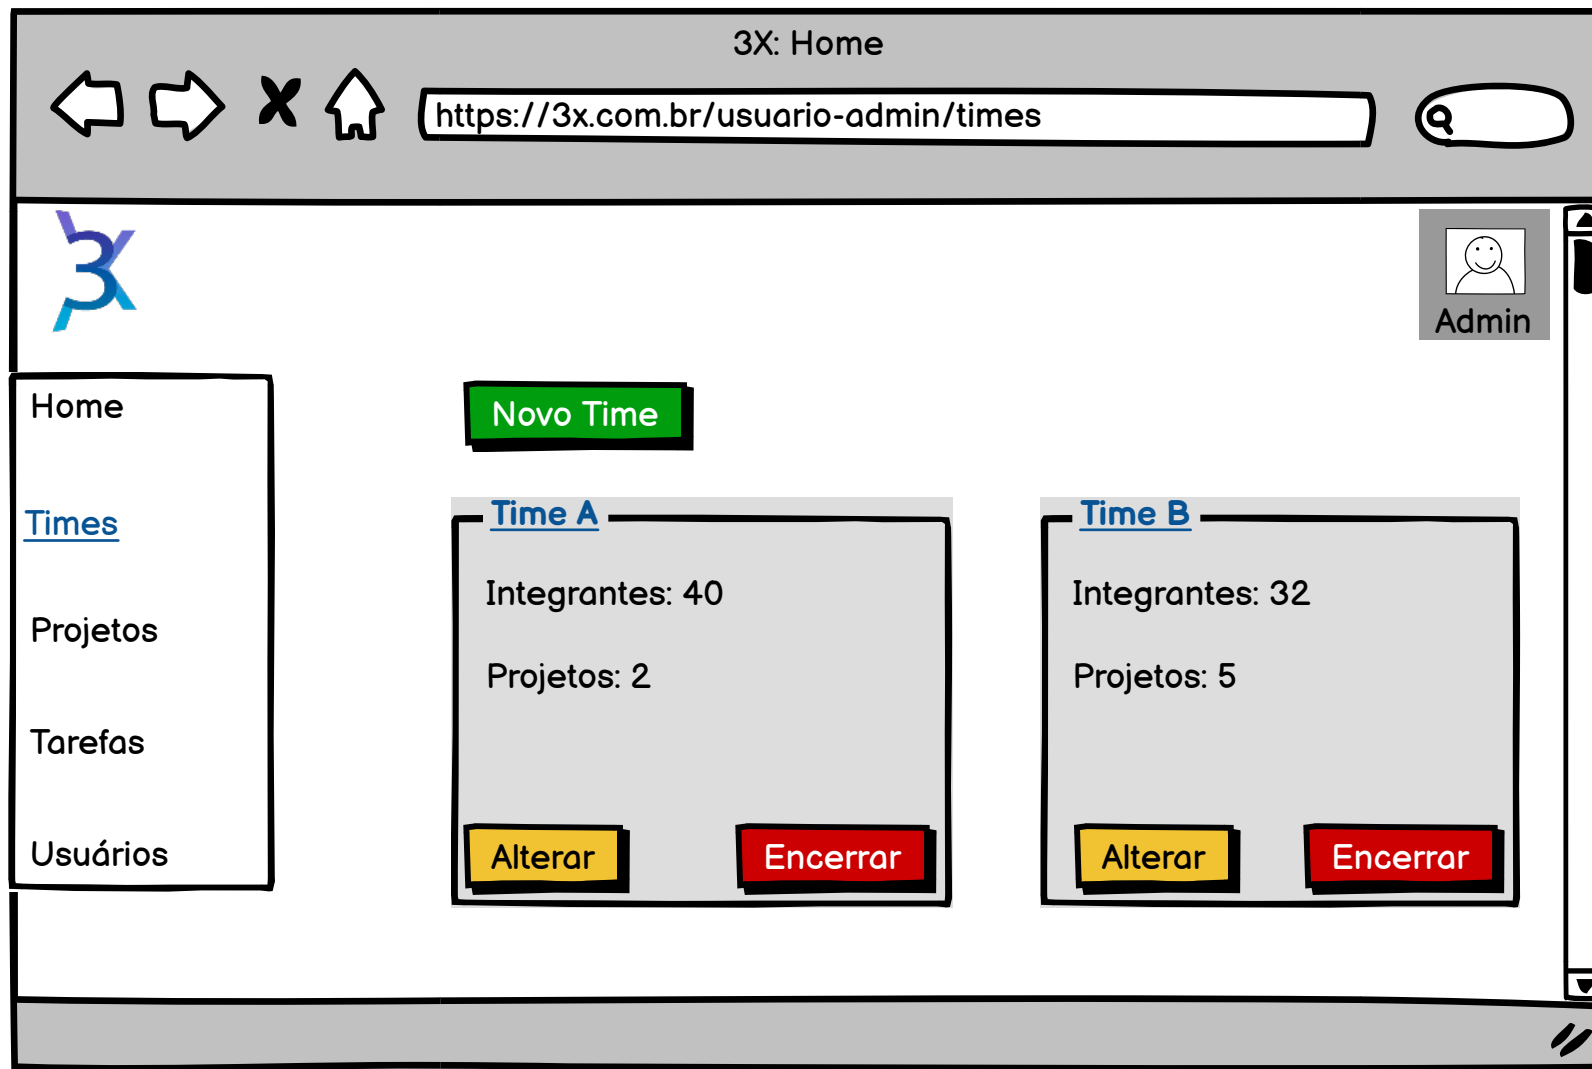 3X: Home
https://3x.com.br/usuario-admin/times
3X
Admin
Home
Times
Projetos
Tarefas
Usuários
Novo Time
Time A
Integrantes: 40
Projetos: 2
Alterar
Encerrar
Time B
Integrantes: 32
Projetos: 5
Alterar
Encerrar